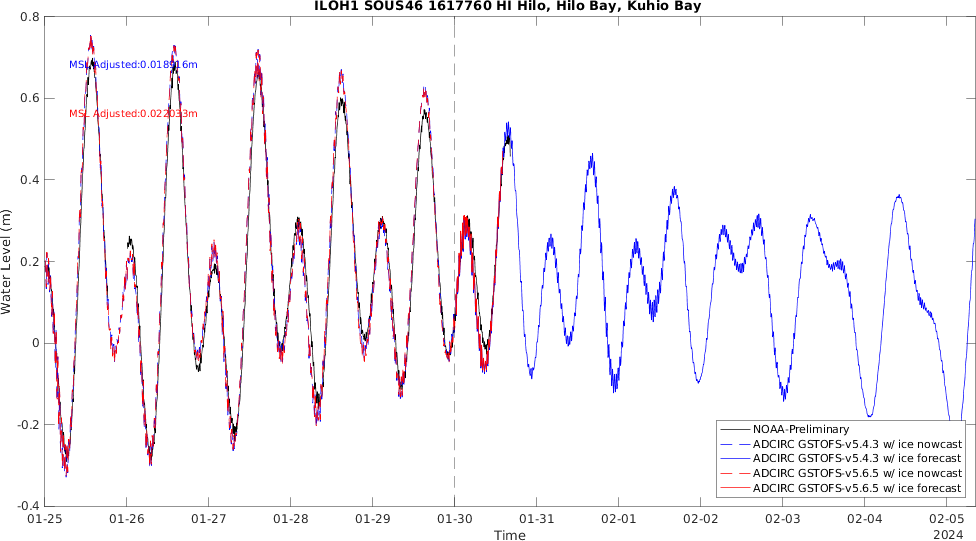 ILOH1 SOUS46 1617760 HI Hilo, Hilo Bay, Kuhio Bay
0.8
0.6
0.4
0.2
0
-0.2
-0.4
Water Level (m)
MSL Adjusted:0.018916m
MSL Adjusted:0.022033m
NOAA-Preliminary
ADCIRC GSTOFS-v5.4.3 w/ ice nowcast
ADCIRC GSTOFS-v5.4.3 w/ ice forecast
ADCIRC GSTOFS-v5.6.5 w/ ice nowcast
ADCIRC GSTOFS-v5.6.5 w/ ice forecast
01-25 01-26 01-27 01-28 01-29 01-30 01-31 02-01 02-02 02-03 02-04 02-05
2024
Time